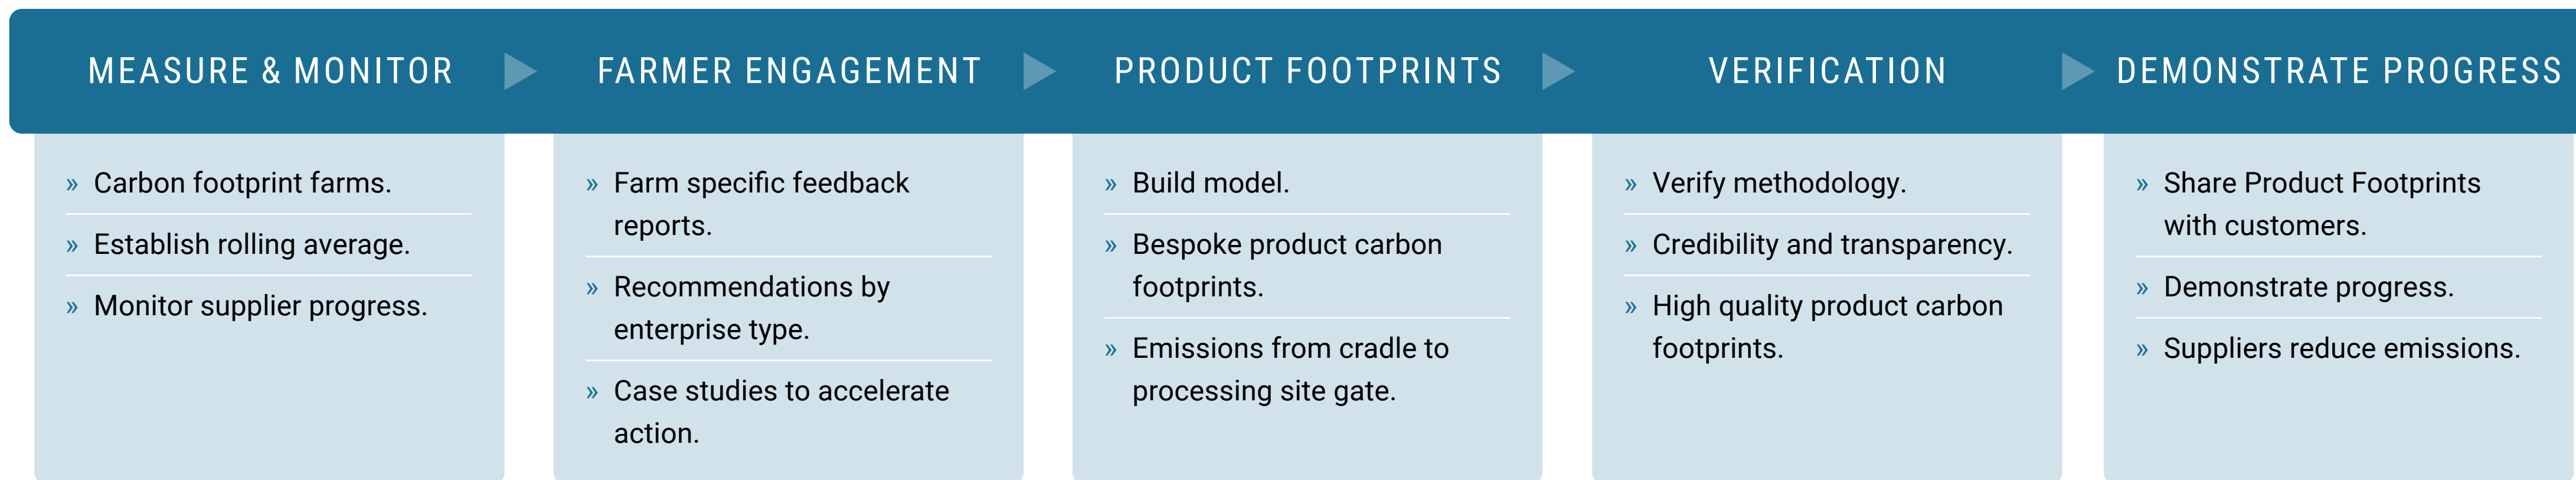 MEASURE & MONITOR
» Carbon footprint farms.
» Establish rolling average.
» Monitor supplier progress.
FARMER ENGAGEMENT
» Farm specific feedback
reports.
» Recommendations by
enterprise type.
» Case studies to accelerate
action.
PRODUCT FOOTPRINTS
» Build model.
» Bespoke product carbon
footprints.
» Emissions from cradle to
processing site gate.
VERIFICATION
» Verify methodology.
» Credibility and transparency.
» High quality product carbon
footprints.
DEMONSTRATE PROGRESS
» Share Product Footprints
with customers.
» Demonstrate progress.
» Suppliers reduce emissions.